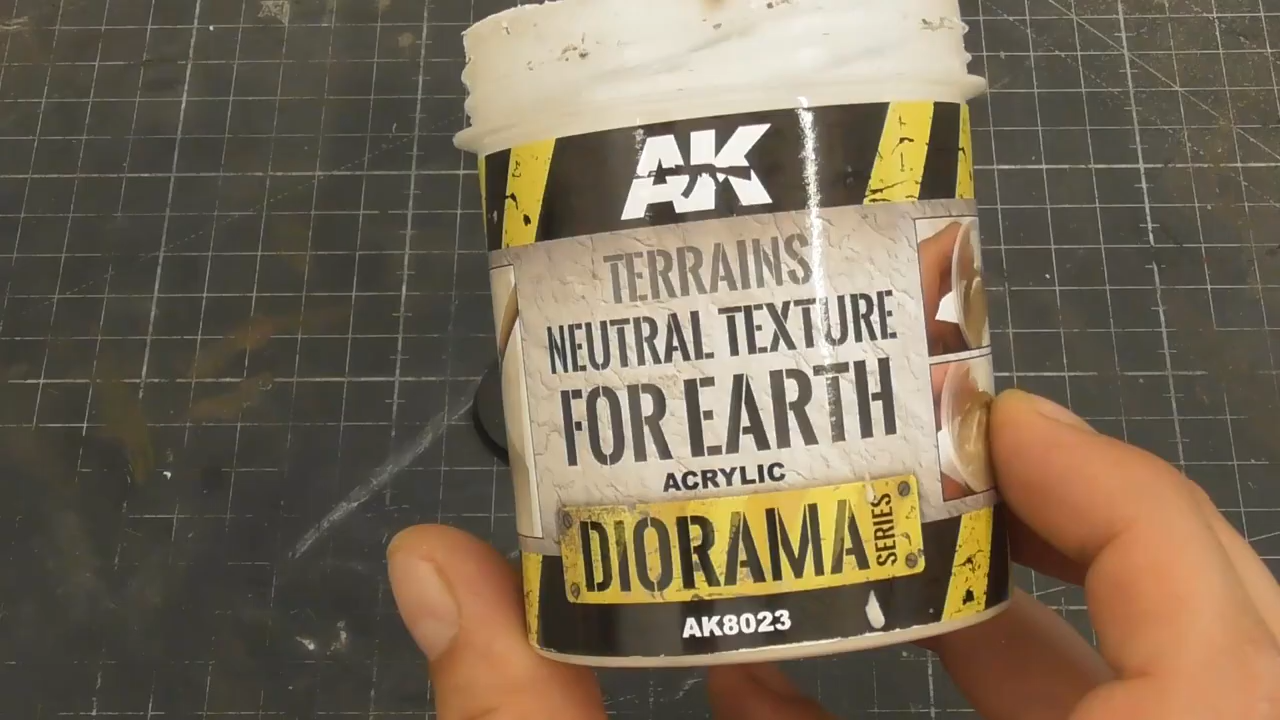 AK
TERRAINS
NEUTRAL TEXTURE
FOR EARTH
ACRYLIC
DIORAMA SERIES
AK8023